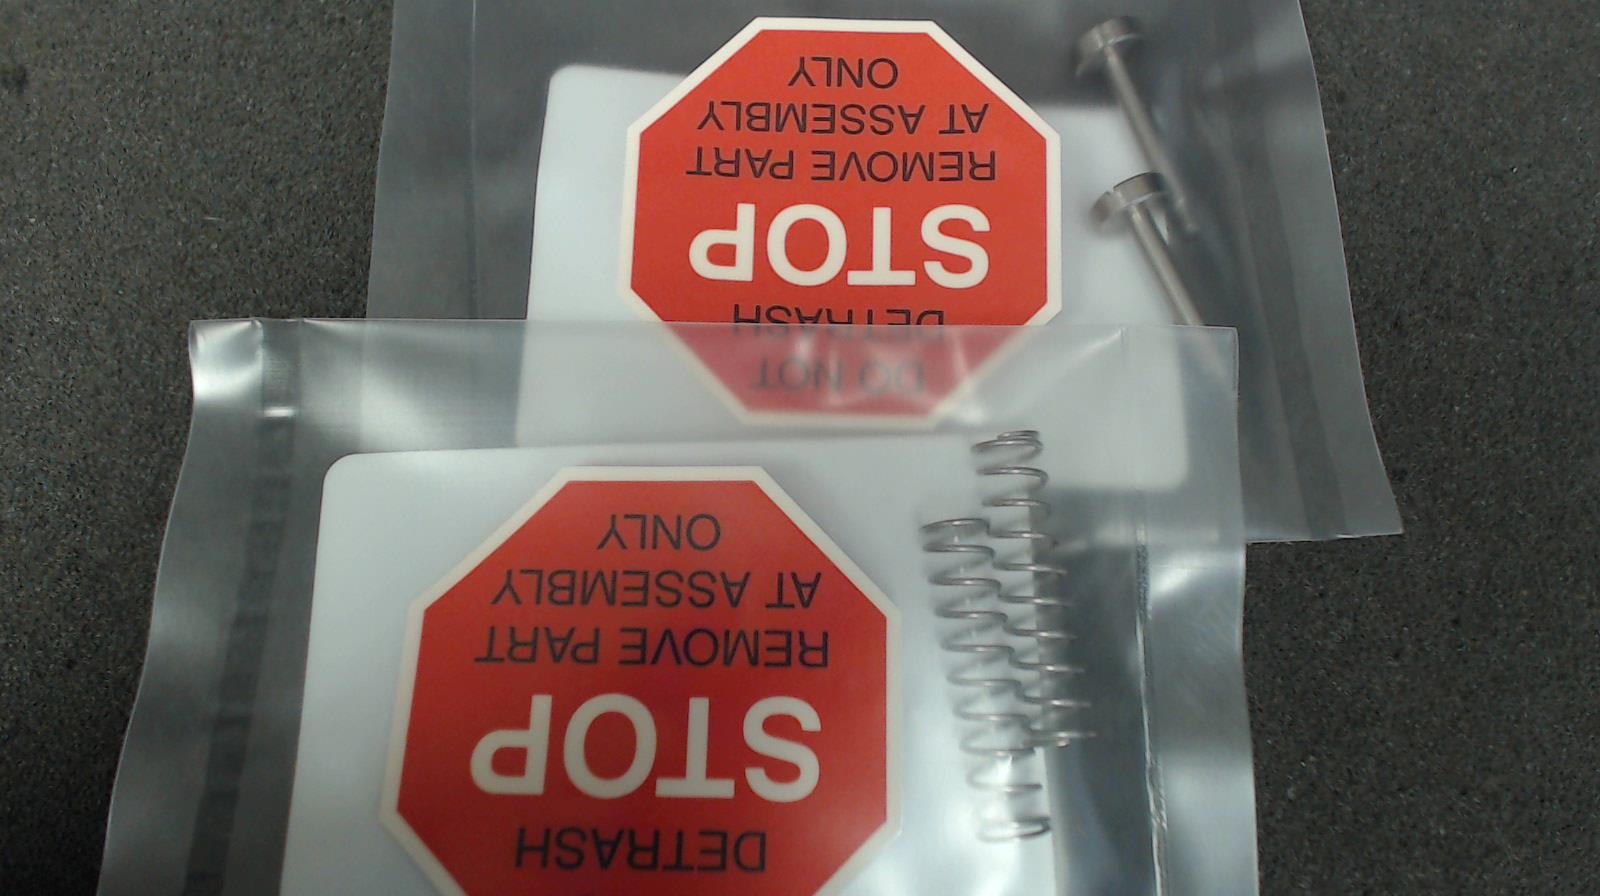 DO NOT
DETRASH
STOP
REMOVE PART
AT ASSEMBLY
ONLY
DETRASH
STOP
REMOVE PART
AT ASSEMBLY
ONLY